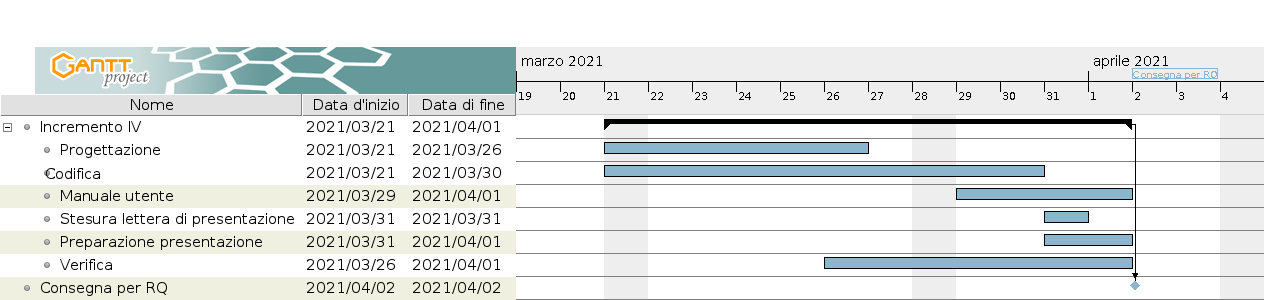 GANTT project
marzo 2021
aprile 2021
Consegna per RQ
19 20 21 22 23 24 25 26 27 28 29 30 31 1 2 3 4
Nome Data d'inizio Data di fine
Incremento IV 2021/03/21 2021/04/01
Progettazione 2021/03/21 2021/03/26
Codifica 2021/03/21 2021/03/30
Manuale utente 2021/03/29 2021/04/01
Stesura lettera di presentazione 2021/03/31 2021/03/31
Preparazione presentazione 2021/03/31 2021/04/01
Verifica 2021/03/26 2021/04/01
Consegna per RQ 2021/04/02 2021/04/02